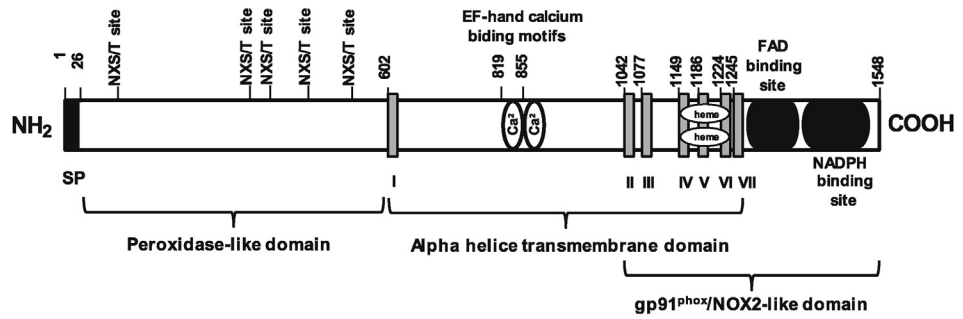 1
26
NXS/T site
NXS/T site
NXS/T site
NXS/T site
NXS/T site
602
EF-hand calcium
biding motifs
819
855
1042
1077
1149
1186
1224
1245
FAD
binding
site
1548
NH2
Ca2
Ca2
heme
heme
COOH
SP
I
II
III
IV
V
VI
VII
NADPH
binding
site
Peroxidase-like domain
Alpha helice transmembrane domain
gp91phox/NOX2-like domain